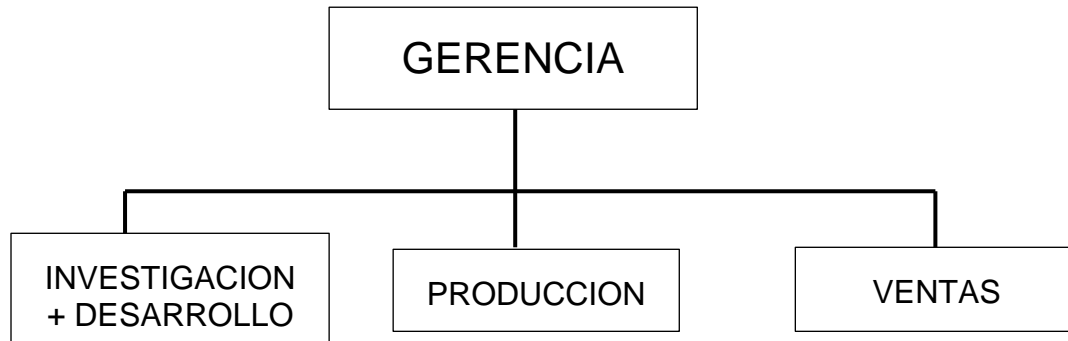 GERENCIA
INVESTIGACION
+ DESARROLLO
PRODUCCION
VENTAS